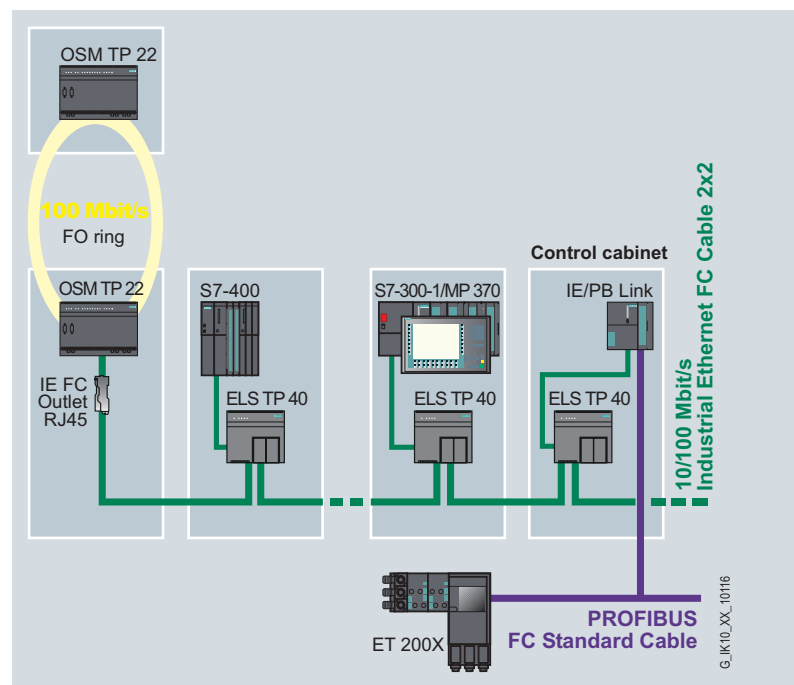 OSM TP 22
100 Mbit/s
FO ring
OSM TP 22
IE FC
Outlet
RJ45
S7-400
ELS TP 40
S7-300-1/MP 370
ELS TP 40
Control cabinet
IE/PB Link
ELS TP 40
10/100 Mbit/s
Industrial Ethernet FC Cable 2x2
ET 200X
PROFIBUS
FC Standard Cable
G_IK10_XX_10116